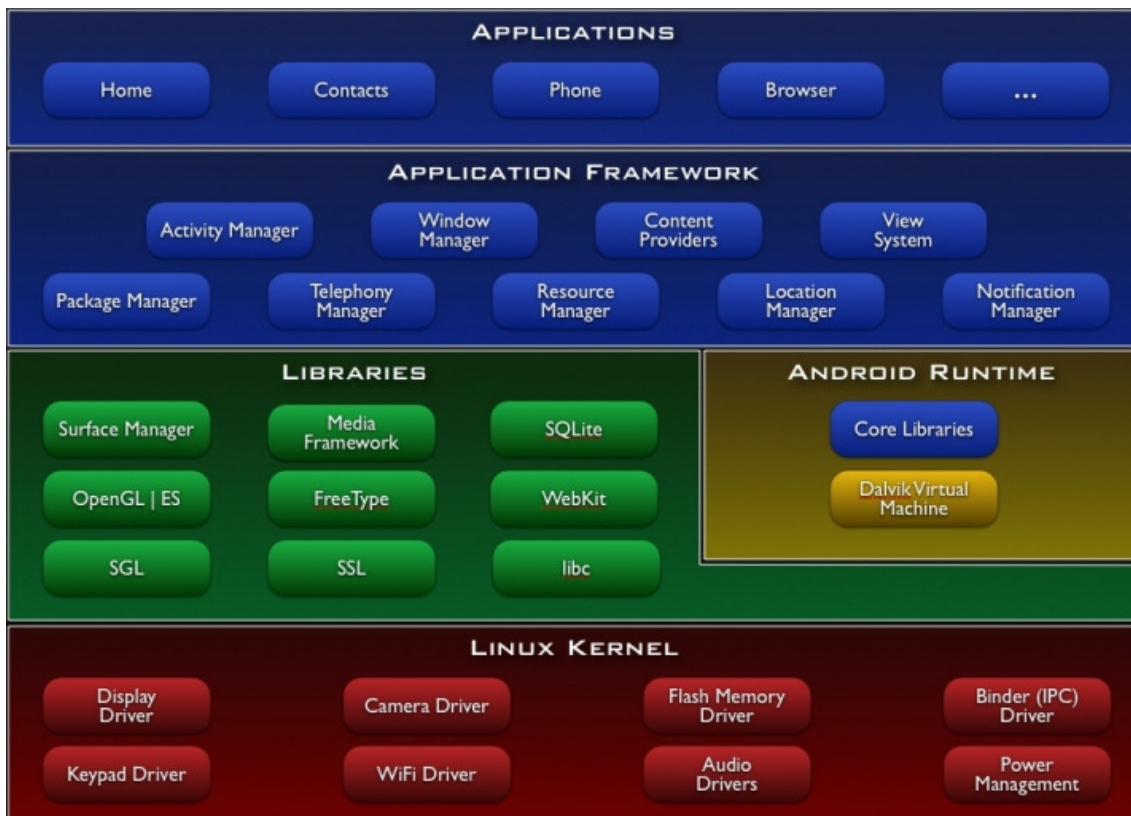 APPLICATIONS
Home
Contacts
Phone
Browser
...
APPLICATION FRAMEWORK
Activity Manager
Window
Manager
Content
Providers
View
System
Package Manager
Telephony
Manager
Resource
Manager
Location
Manager
Notification
Manager
LIBRARIES
Surface Manager
Media
Framework
SQLite
OpenGL | ES
FreeType
WebKit
SGL
SSL
libc
ANDROID RUNTIME
Core Libraries
Dalvik Virtual
Machine
LINUX KERNEL
Display
Driver
Camera Driver
Flash Memory
Driver
Binder (IPC)
Driver
Keypad Driver
WiFi Driver
Audio
Drivers
Power
Management